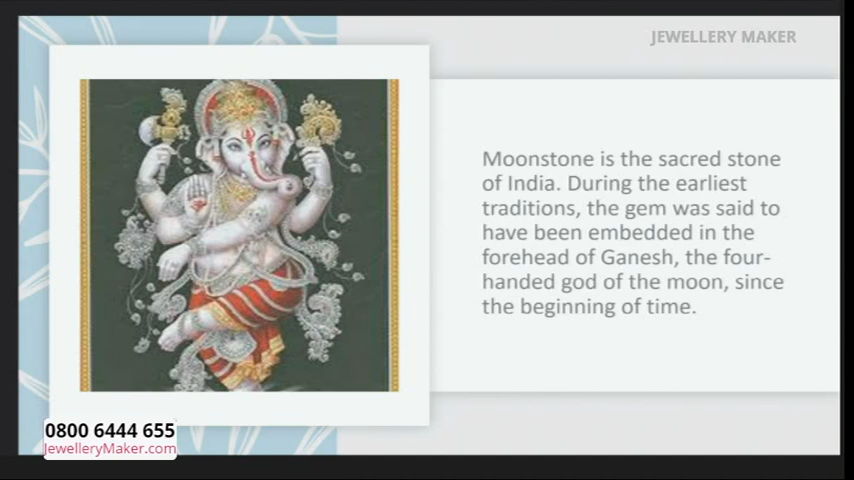 JEWELLERY MAKER
Moonstone is the sacred stone
of India. During the earliest
traditions, the gem was said to
have been embedded in the
forehead of Ganesh, the four-
handed god of the moon, since
the beginning of time.
0800 6444 655
JewelleryMaker.com